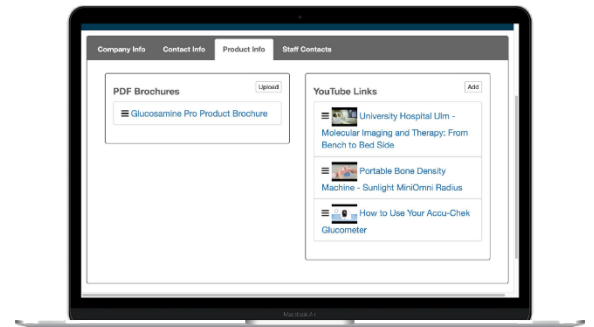 Company Info Contact Info Product Info Staff Contacts
PDF Brochures Upload
Glucosamine Pro Product Brochure
YouTube Links Add
University Hospital Ulm -
Molecular Imaging and Therapy: From
Bench to Bed Side
Portable Bone Density
Machine - Sunlight MiniOmni Radius
How to Use Your Accu-Chek
Glucometer
MacBook Air